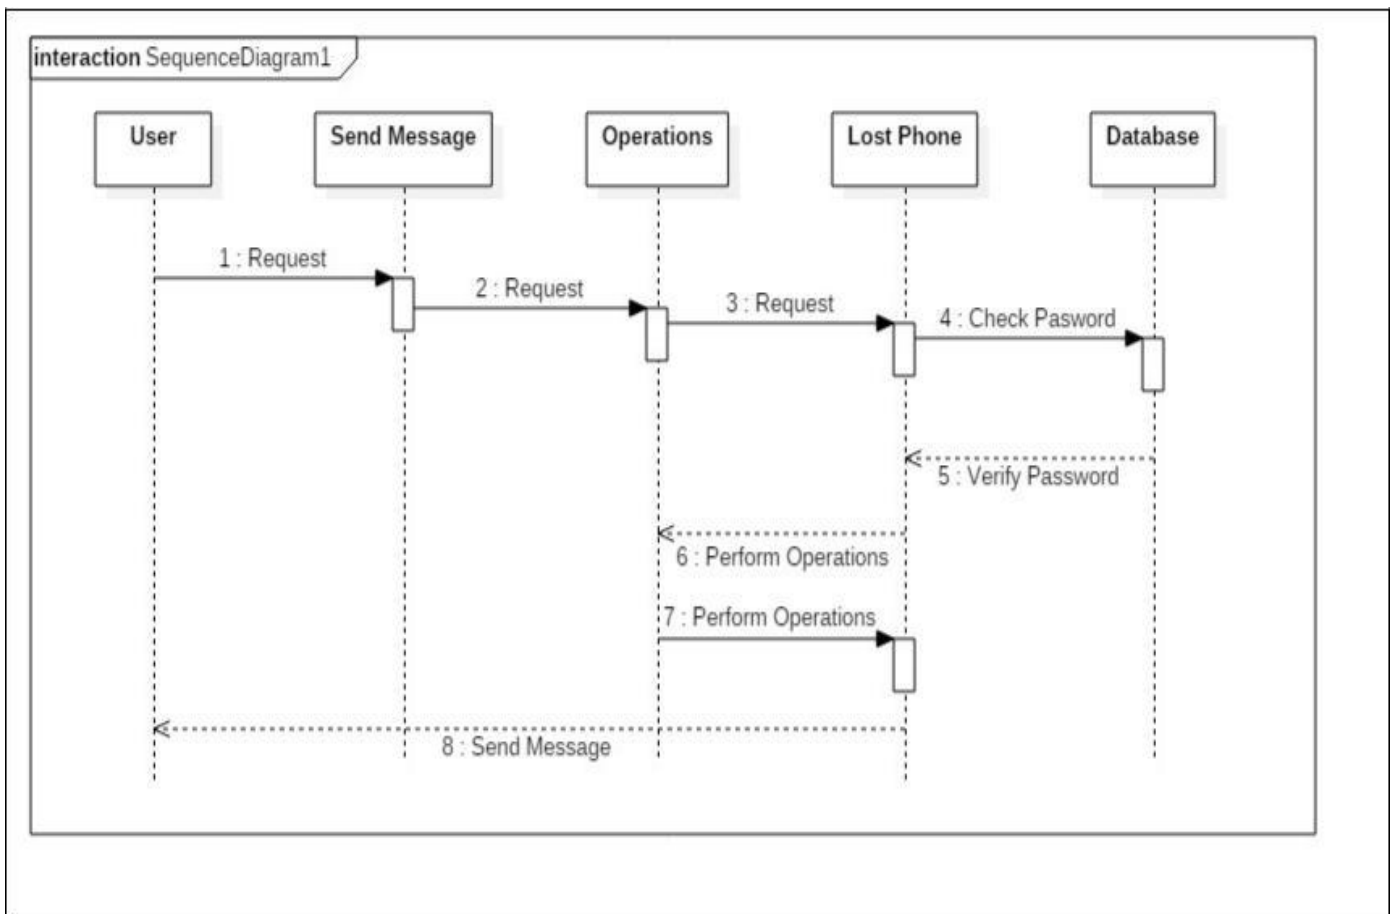 interaction SequenceDiagram1
User
Send Message
Operations
Lost Phone
Database
1 : Request
2 : Request
3 : Request
4 : Check Pasword
5 : Verify Password
6 : Perform Operations
7 : Perform Operations
8 : Send Message